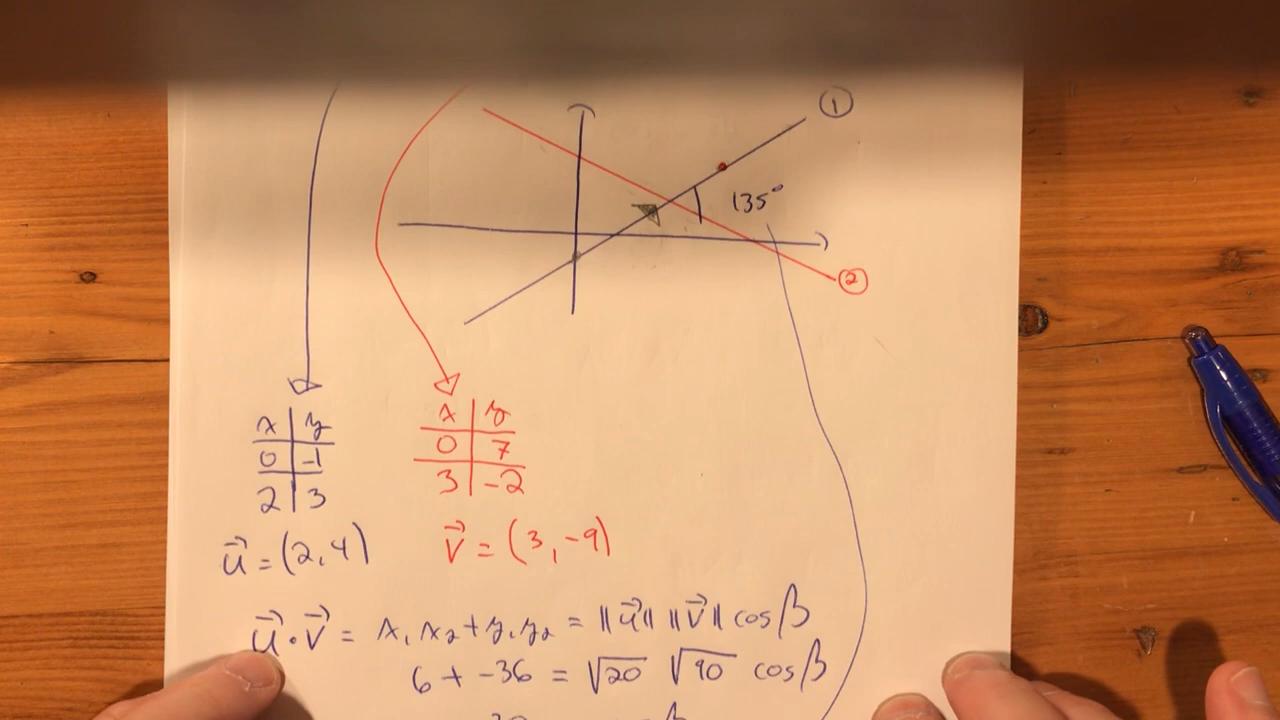 ①
135°
②
x y x y
0 -1 0 7
2 3 3 -2
u⃗ = (2,4) v⃗ = (3,-9)
u⃗ · v⃗ = x₁x₂+y₁y₂ = ||u⃗|| ||v⃗|| cos β
6 + -36 = √20 √90 cos β